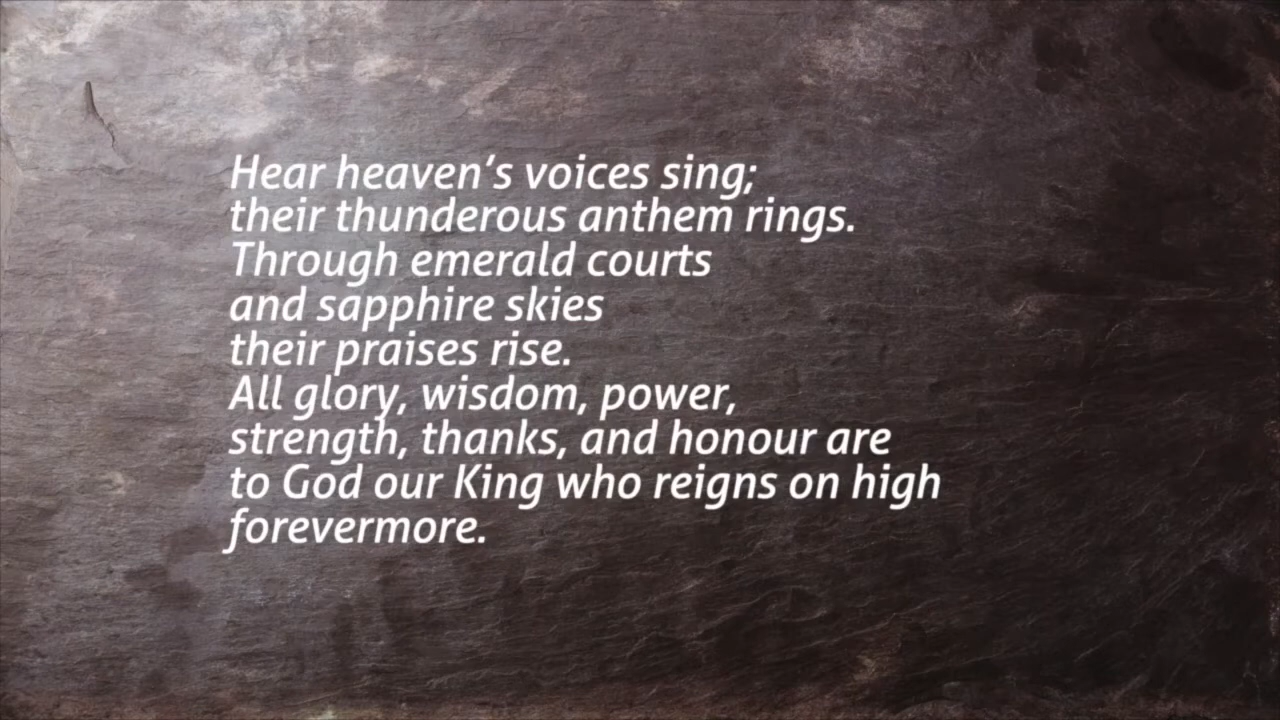 Hear heaven's voices sing;
their thunderous anthem rings.
Through emerald courts
and sapphire skies
their praises rise.
All glory, wisdom, power,
strength, thanks, and honour are
to God our King who reigns on high
forevermore.